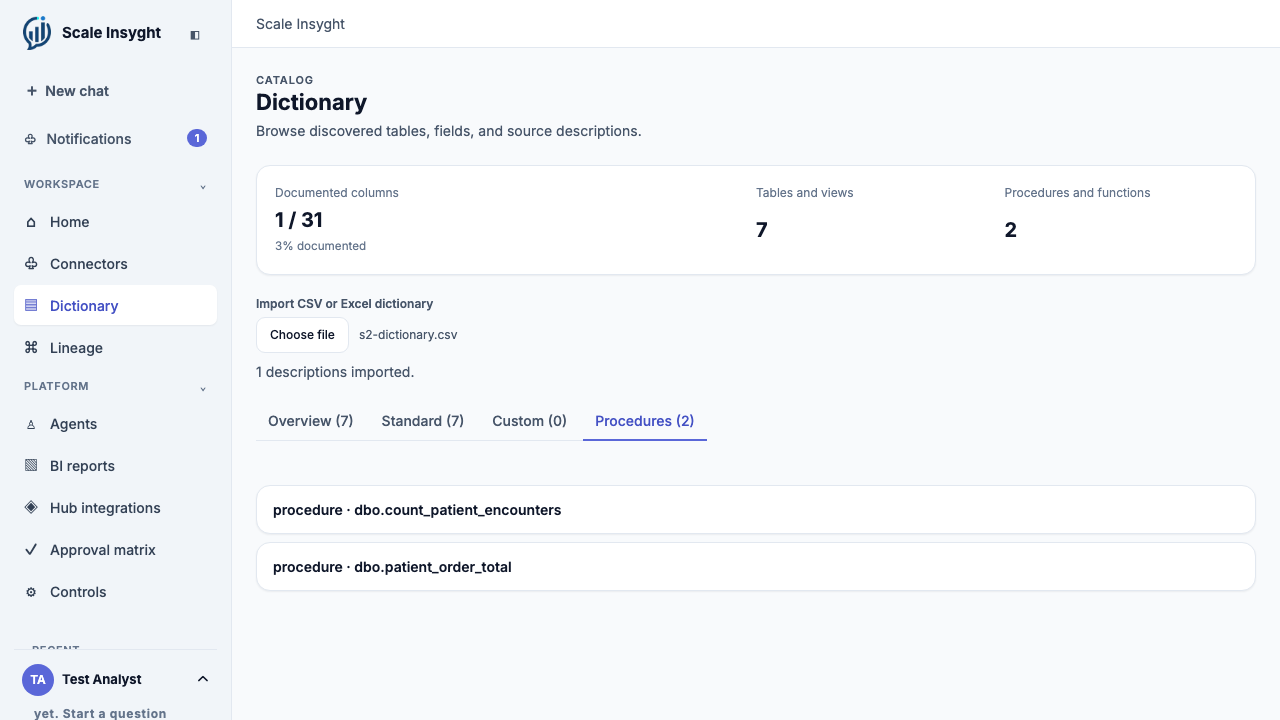 Scale Insyght
New chat
Notifications
1
WORKSPACE
Home
Connectors
Dictionary
Lineage
PLATFORM
Agents
BI reports
Hub integrations
Approval matrix
Controls
RECENT
TA
Test Analyst
yet. Start a question
Scale Insyght
CATALOG
Dictionary
Browse discovered tables, fields, and source descriptions.
Documented columns
1 / 31
3% documented
Tables and views
7
Procedures and functions
2
Import CSV or Excel dictionary
Choose file s2-dictionary.csv
1 descriptions imported.
Overview (7) Standard (7) Custom (0) Procedures (2)
procedure · dbo.count_patient_encounters
procedure · dbo.patient_order_total